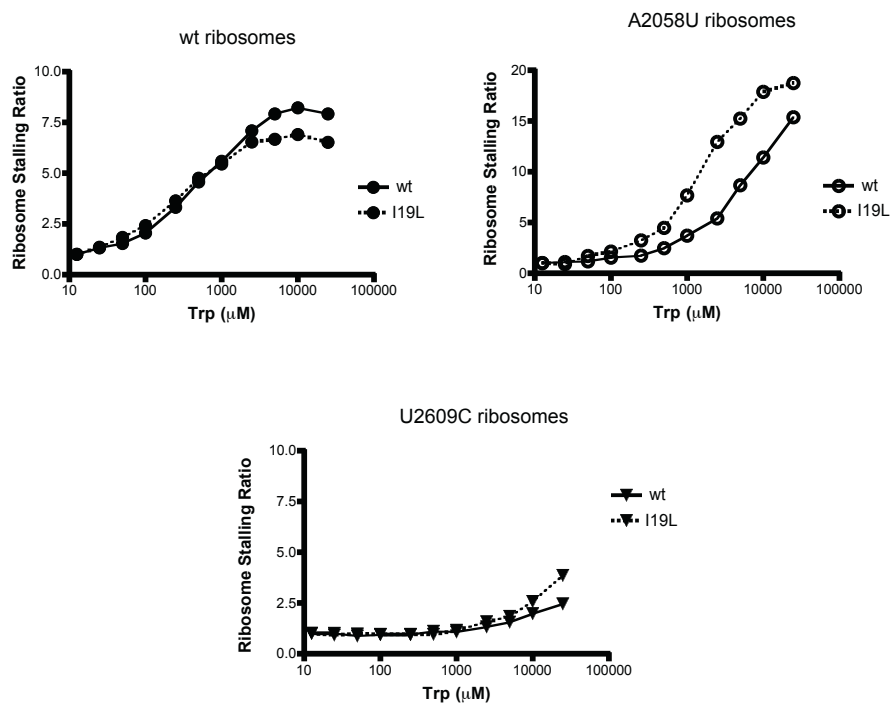 wt ribosomes
Ribosome Stalling Ratio
10.0
7.5
5.0
2.5
0.0
10 100 1000 10000 100000
Trp (μM)
wt
I19L
A2058U ribosomes
Ribosome Stalling Ratio
20
15
10
5
0
10 100 1000 10000 100000
Trp (μM)
wt
I19L
U2609C ribosomes
Ribosome Stalling Ratio
10.0
7.5
5.0
2.5
0.0
10 100 1000 10000 100000
Trp (μM)
wt
I19L